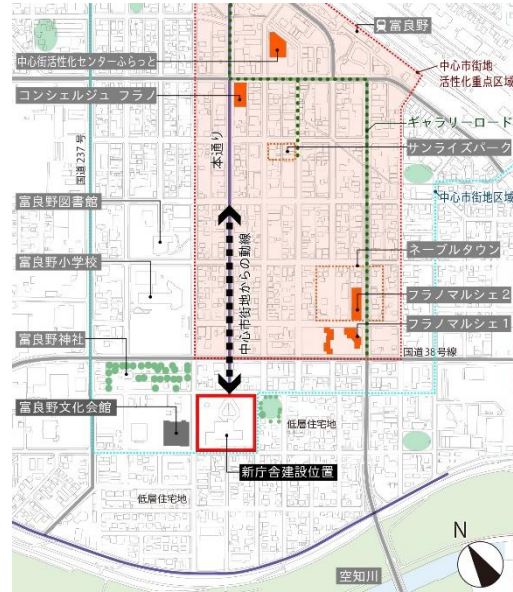 富良野
中心街活性化センターふらっと
中心市街地
活性化重点区域
コンシェルジュ フラノ
ギャラリーロード
サンライズパーク
国道237号
本通り
中心市街地区域
富良野図書館
中心市街地からの動線
ネーブルタウン
富良野小学校
フラノマルシェ2
フラノマルシェ1
富良野神社
国道38号線
富良野文化会館
低層住宅地
新庁舎建設位置
低層住宅地
N
空知川